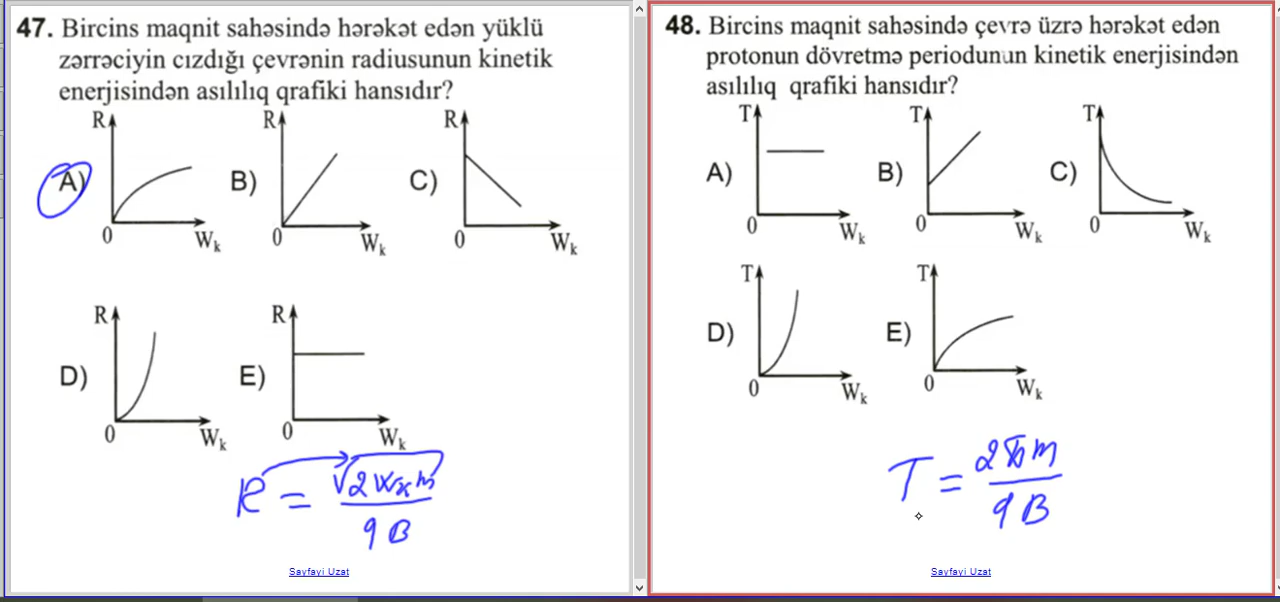 47. Bircins maqnit sahəsində hərəkət edən yüklü
zərrəciyin cızdığı çevrənin radiusunun kinetik
enerjisindən asılılıq qrafiki hansıdır?
A) R 0 Wk
B) R 0 Wk
C) R 0 Wk
D) R 0 Wk
E) R 0 Wk
R = √2Wkm / qB
Sayfayi Uzat
48. Bircins maqnit sahəsində çevrə üzrə hərəkət edən
protonun dövretmə periodunun kinetik enerjisindən
asılılıq qrafiki hansıdır?
A) T 0 Wk
B) T 0 Wk
C) T 0 Wk
D) T 0 Wk
E) T 0 Wk
T = 2πm / qB
Sayfayi Uzat